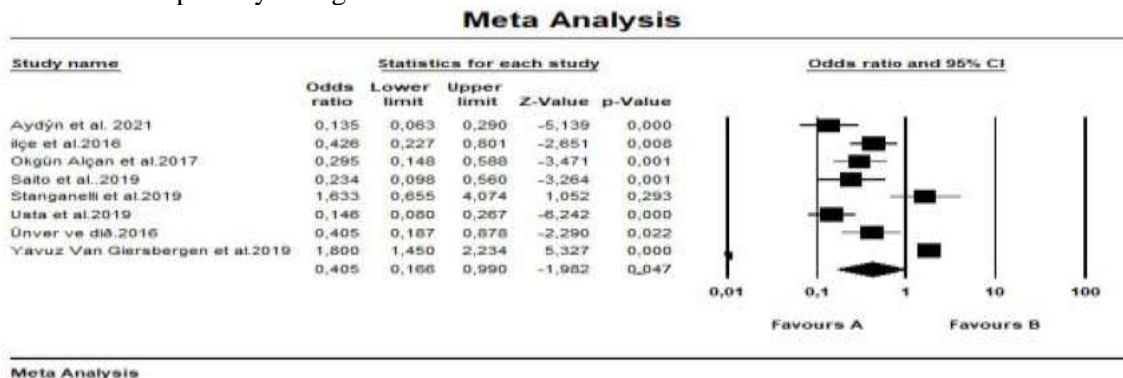 Meta Analysis
Study name Statistics for each study Odds ratio and 95% CI
Odds Lower Upper
ratio limit limit Z-Value p-Value
Aydýn et al. 2021 0,135 0,063 0,290 -5,139 0,000
ilçe et al.2016 0,426 0,227 0,801 -2,651 0,008
Okgün Alçan et al.2017 0,295 0,148 0,588 -3,471 0,001
Saito et al..2019 0,234 0,098 0,560 -3,264 0,001
Stanganelli et al.2019 1,633 0,655 4,074 1,052 0,293
Usta et al.2019 0,146 0,080 0,267 -6,242 0,000
Ünver ve dið.2016 0,405 0,187 0,878 -2,290 0,022
Yavuz Van Giersbergen et al.2019 1,800 1,450 2,234 5,327 0,000
0,405 0,166 0,990 -1,982 0,047
0,01 0,1 1 10 100
Favours A Favours B
Meta Analysis